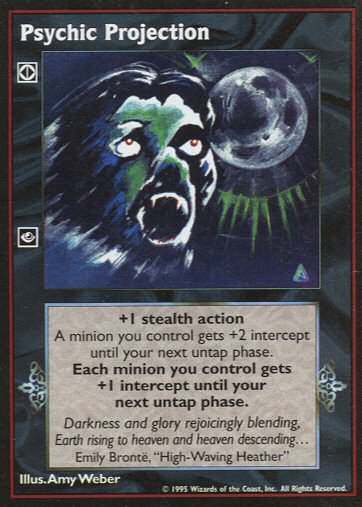 Psychic Projection
+1 stealth action
A minion you control gets +2 intercept
until your next untap phase.
Each minion you control gets
+1 intercept until your
next untap phase.
Darkness and glory rejoicingly blending,
Earth rising to heaven and heaven descending…
Emily Brontë, "High-Waving Heather"
Illus. Amy Weber
© 1995 Wizards of the Coast, Inc. All Rights Reserved.